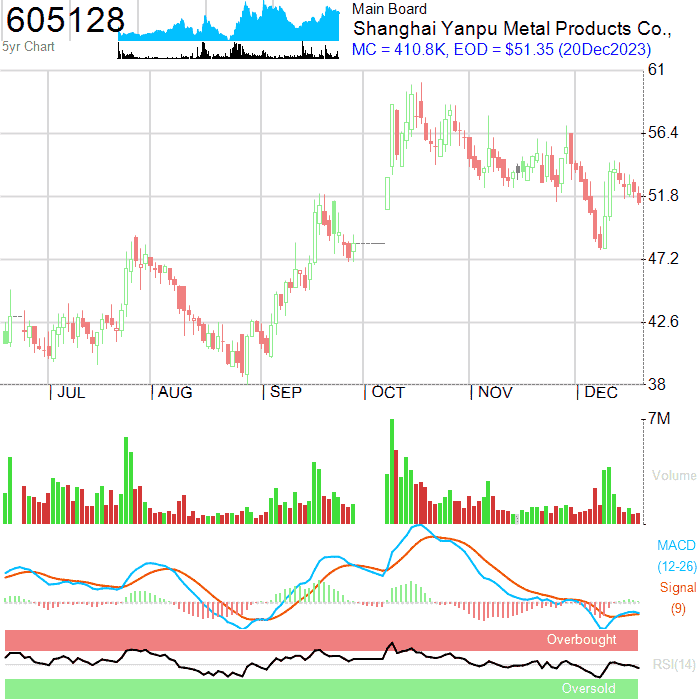 605128
Main Board
Shanghai Yanpu Metal Products Co.,
5yr Chart
MC = 410.8K, EOD = $51.35 (20Dec2023)
61
56.4
51.8
47.2
42.6
38
JUL
AUG
SEP
OCT
NOV
DEC
7M
Volume
MACD
(12-26)
Signal
(9)
Overbought
RSI(14)
Oversold